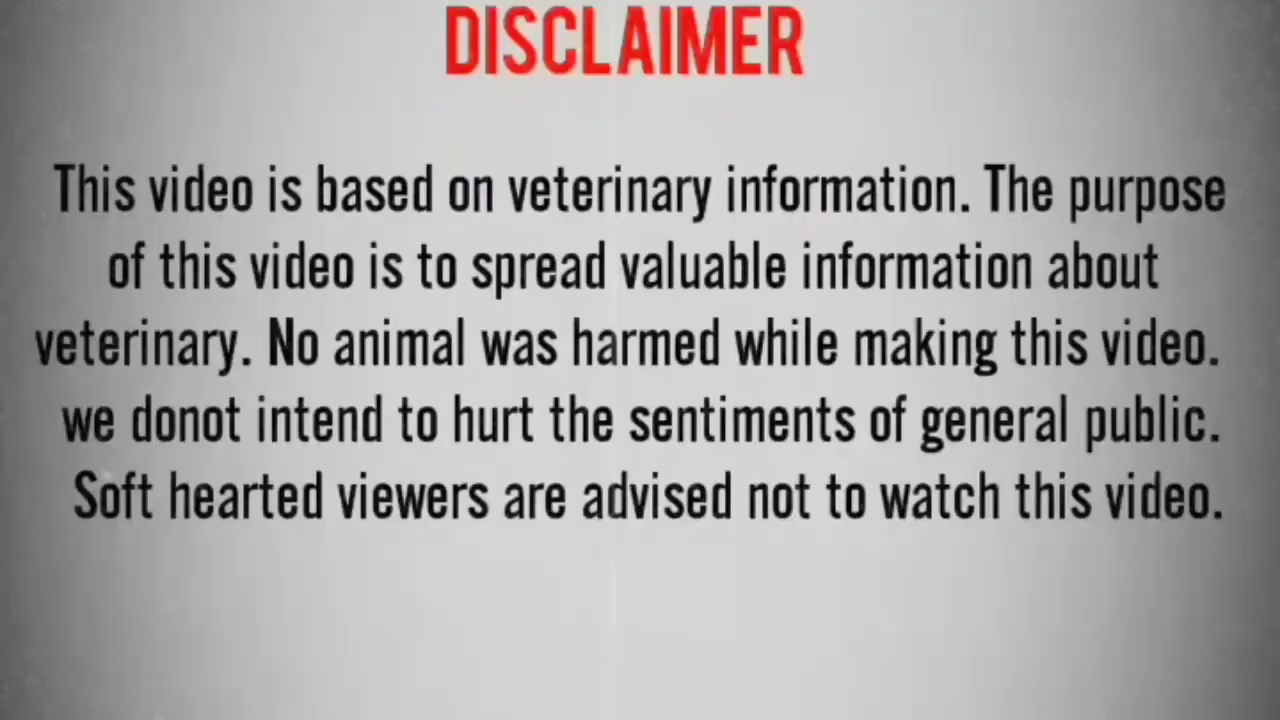 DISCLAIMER
This video is based on veterinary information. The purpose
of this video is to spread valuable information about
veterinary. No animal was harmed while making this video.
we donot intend to hurt the sentiments of general public.
Soft hearted viewers are advised not to watch this video.